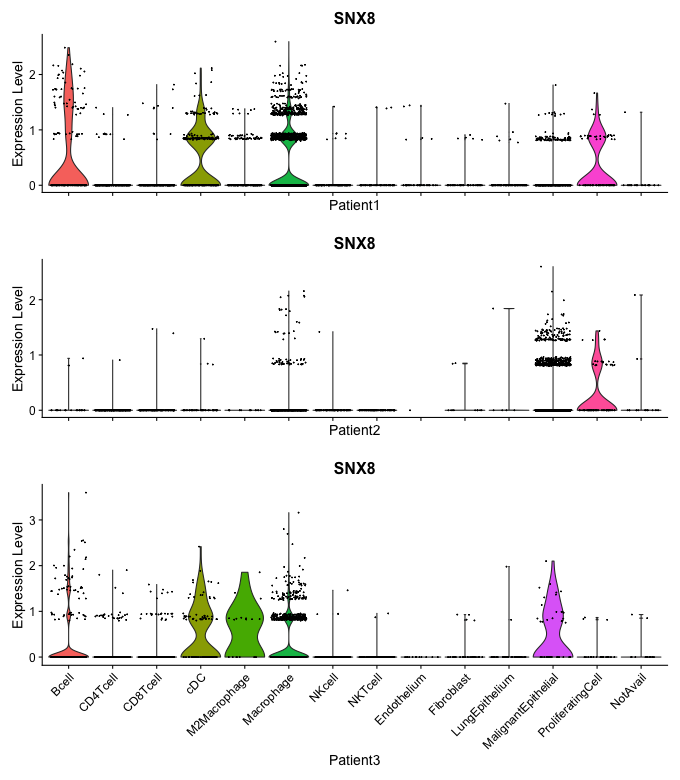 SNX8
Expression Level
2
1
0
Patient1
SNX8
Expression Level
2
1
0
Patient2
SNX8
Expression Level
3
2
1
0
Bcell
CD4Tcell
CD8Tcell
cDC
M2Macrophage
Macrophage
NKcell
NKTcell
Endothelium
Fibroblast
LungEpithelium
MalignantEpithelial
ProliferatingCell
NotAvail
Patient3